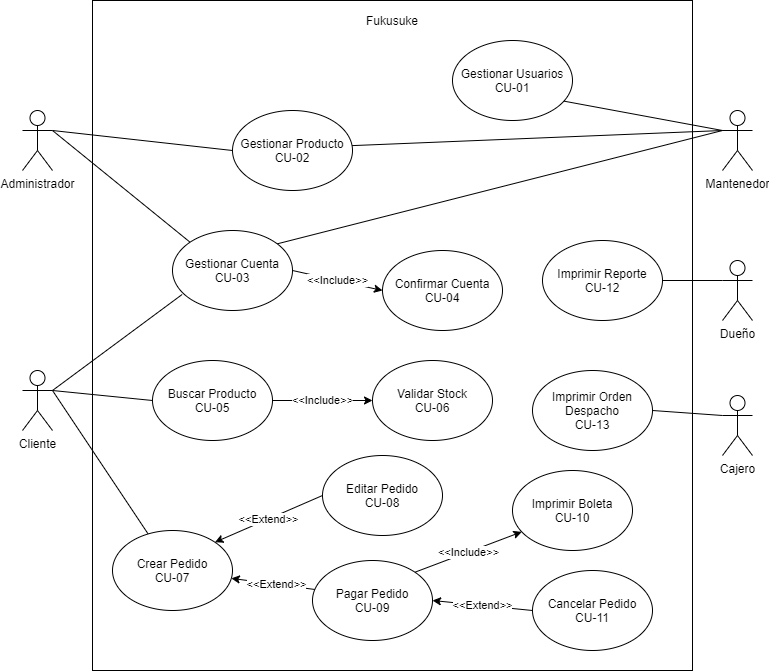 Fukusuke
Gestionar Usuarios
CU-01
Gestionar Producto
CU-02
Administrador
Mantenedor
Gestionar Cuenta
CU-03
<<Include>>
Confirmar Cuenta
CU-04
Imprimir Reporte
CU-12
Dueño
Buscar Producto
CU-05
<<Include>>
Validar Stock
CU-06
Imprimir Orden
Despacho
CU-13
Cliente
Cajero
Editar Pedido
CU-08
<<Extend>>
Imprimir Boleta
CU-10
<<Include>>
Crear Pedido
CU-07
<<Extend>>
Pagar Pedido
CU-09
<<Extend>>
Cancelar Pedido
CU-11